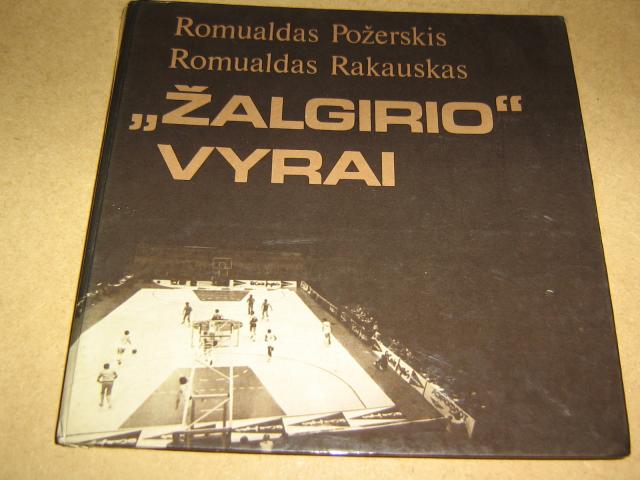 Romualdas Požerskis
Romualdas Rakauskas
„ŽALGIRIO“
VYRAI